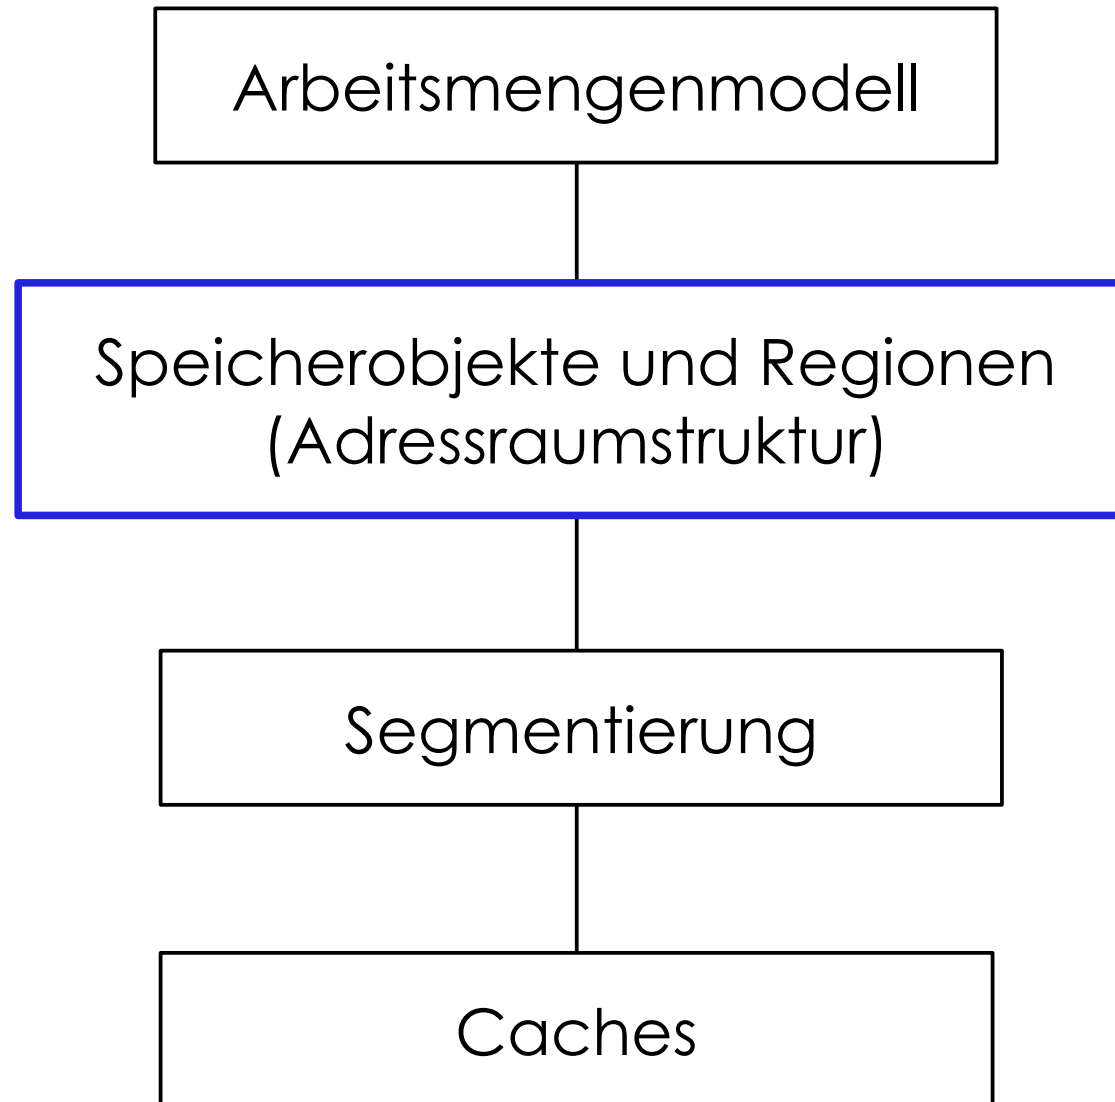 Arbeitsmengenmodell
Speicherobjekte und Regionen
(Adressraumstruktur)
Segmentierung
Caches